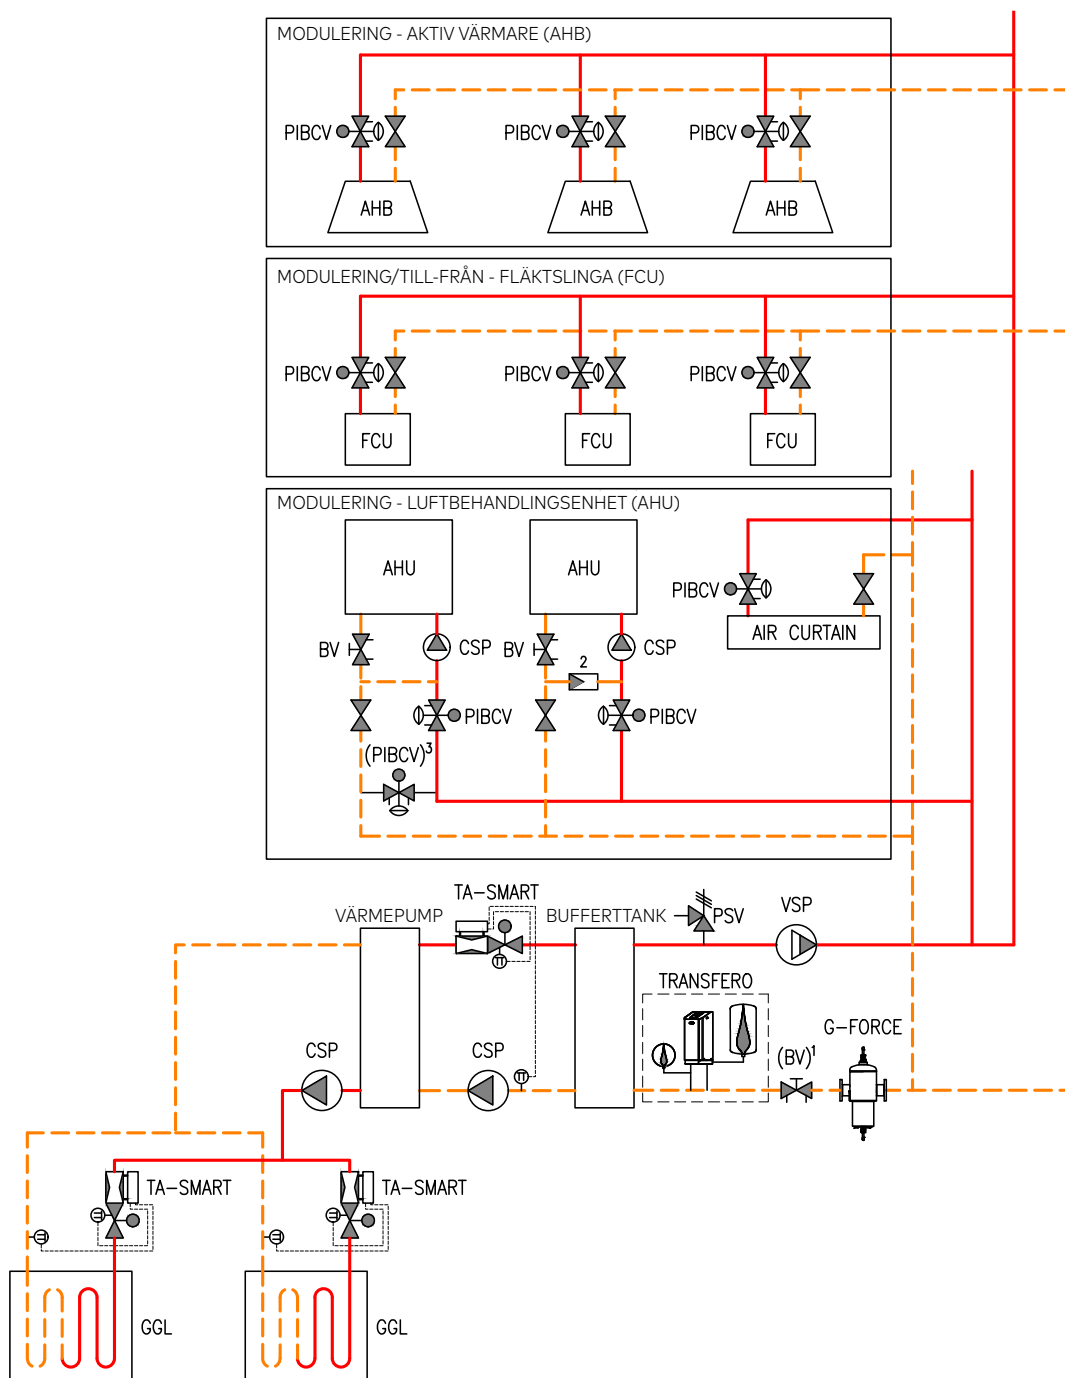 MODULERING - AKTIV VÄRMARE (AHB)
PIBCV PIBCV PIBCV
AHB AHB AHB
MODULERING/TILL-FRÅN - FLÄKTSLINGA (FCU)
PIBCV PIBCV PIBCV
FCU FCU FCU
MODULERING - LUFTBEHANDLINGSENHET (AHU)
AHU AHU
PIBCV
AIR CURTAIN
BV CSP BV CSP
2
PIBCV PIBCV
(PIBCV)³
TA-SMART
VÄRMEPUMP BUFFERTTANK PSV VSP
TRANSFERO
G-FORCE
CSP CSP (BV)¹
TA-SMART TA-SMART
GGL GGL